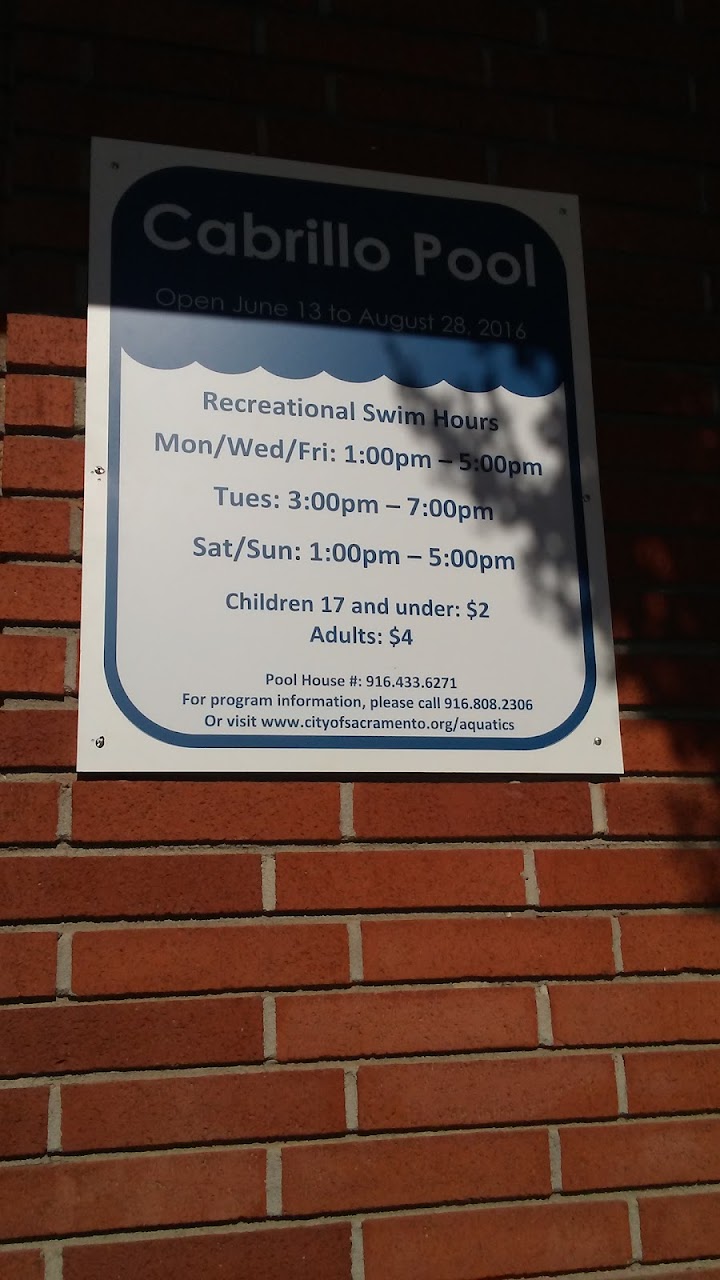 Cabrillo Pool
Open June 13 to August 28, 2016
Recreational Swim Hours
Mon/Wed/Fri: 1:00pm – 5:00pm
Tues: 3:00pm – 7:00pm
Sat/Sun: 1:00pm – 5:00pm
Children 17 and under: $2
Adults: $4
Pool House #: 916.433.6271
For program information, please call 916.808.2306
Or visit www.cityofsacramento.org/aquatics